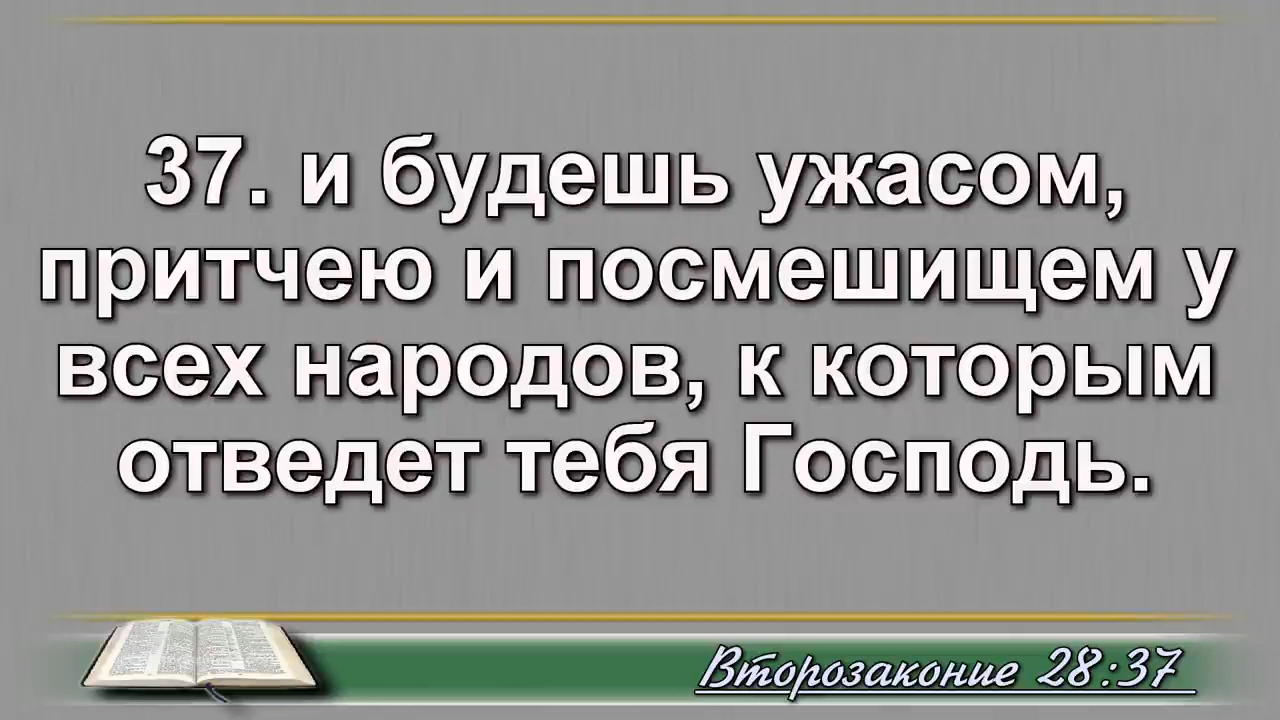 37. и будешь ужасом,
притчею и посмешищем у
всех народов, к которым
отведет тебя Господь.
Второзаконие 28:37